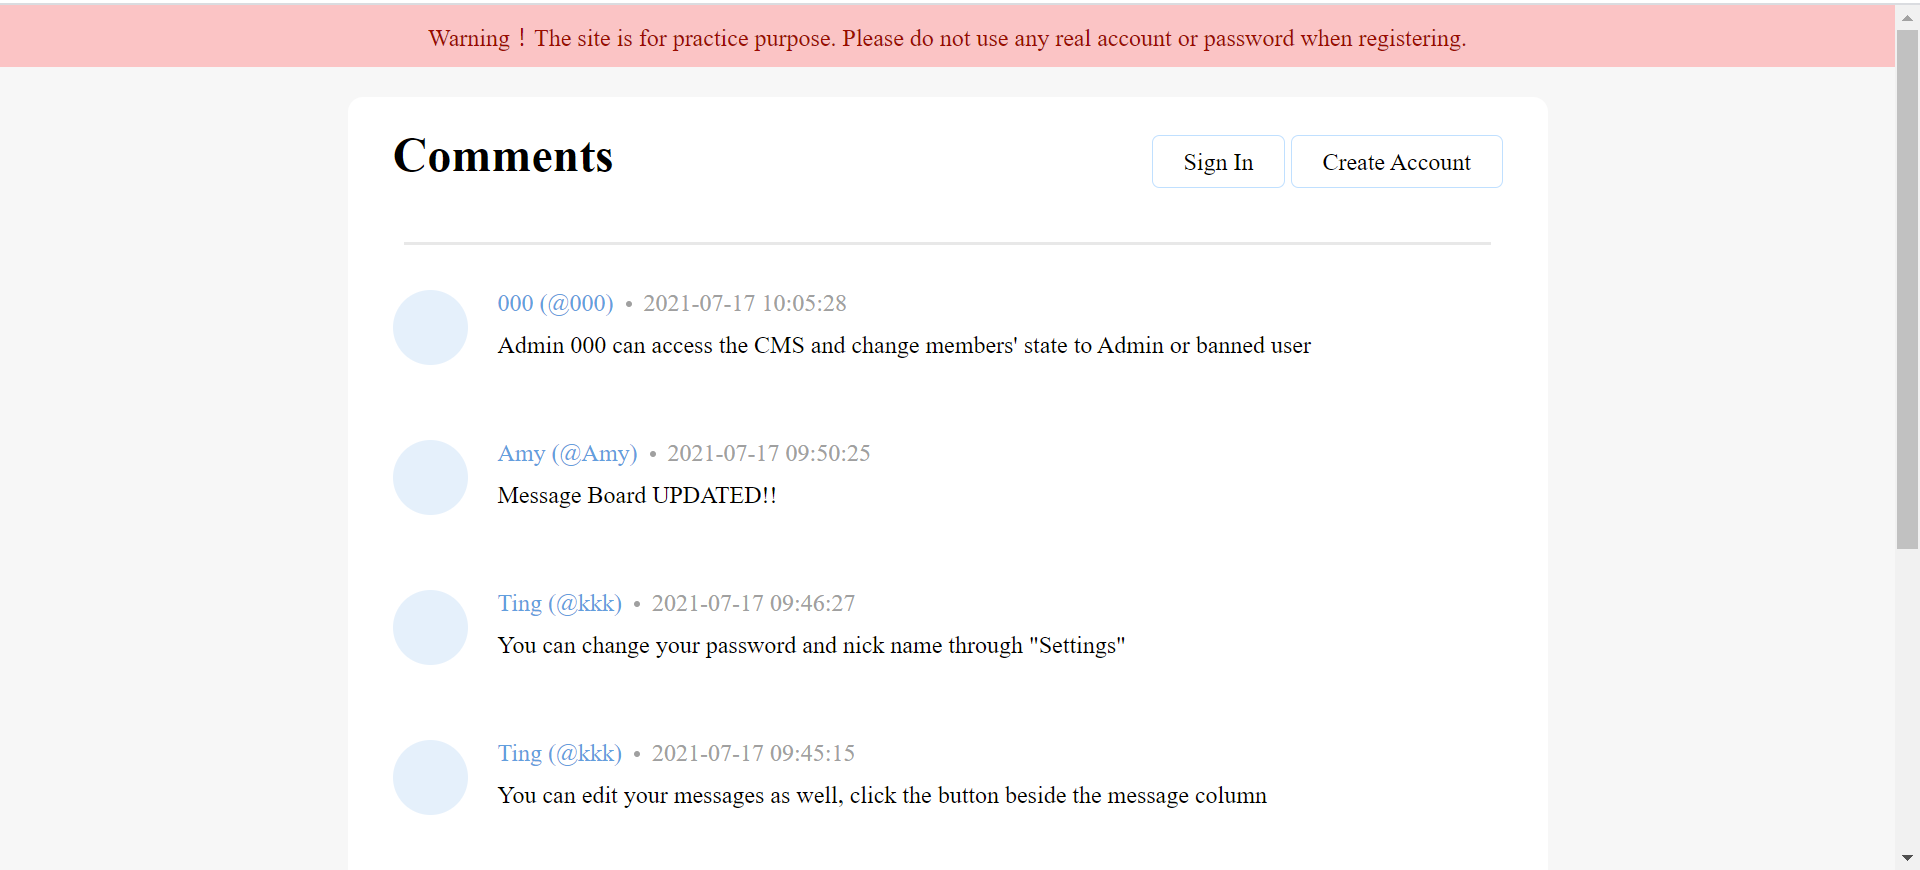 Warning！The site is for practice purpose. Please do not use any real account or password when registering.
Comments
Sign In
Create Account
000 (@000) • 2021-07-17 10:05:28
Admin 000 can access the CMS and change members' state to Admin or banned user
Amy (@Amy) • 2021-07-17 09:50:25
Message Board UPDATED!!
Ting (@kkk) • 2021-07-17 09:46:27
You can change your password and nick name through "Settings"
Ting (@kkk) • 2021-07-17 09:45:15
You can edit your messages as well, click the button beside the message column